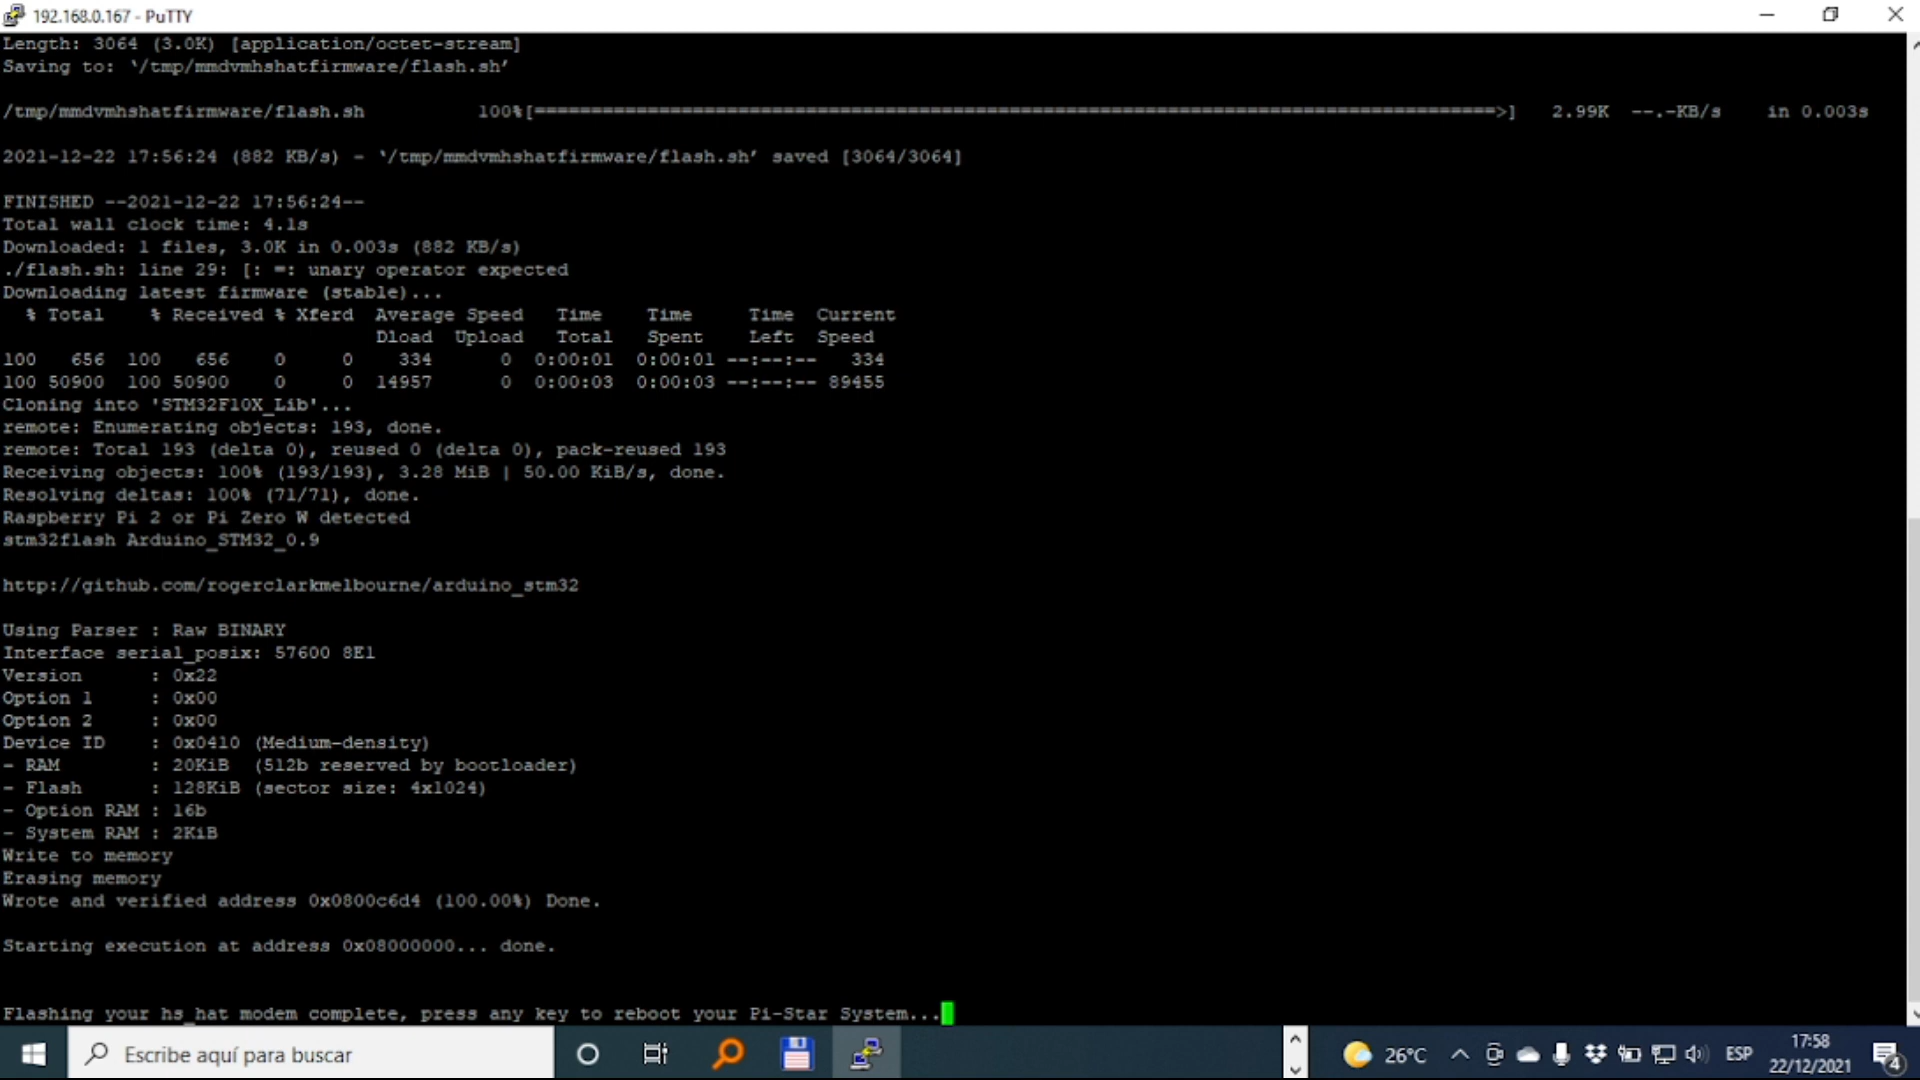 192.168.0.167 - PuTTY
Length: 3064 (3.0K) [application/octet-stream]
Saving to: ‘/tmp/mmdvmhshatfirmware/flash.sh’
/tmp/mmdvmhshatfirmware/flash.sh 100%[=====================================================================================>] 2.99K --.-KB/s in 0.003s
2021-12-22 17:56:24 (882 KB/s) - ‘/tmp/mmdvmhshatfirmware/flash.sh’ saved [3064/3064]
FINISHED --2021-12-22 17:56:24--
Total wall clock time: 4.1s
Downloaded: 1 files, 3.0K in 0.003s (882 KB/s)
./flash.sh: line 29: [: =: unary operator expected
Downloading latest firmware (stable)...
% Total % Received % Xferd Average Speed Time Time Time Current
Dload Upload Total Spent Left Speed
100 656 100 656 0 0 334 0 0:00:01 0:00:01 --:--:-- 334
100 50900 100 50900 0 0 14957 0 0:00:03 0:00:03 --:--:-- 89455
Cloning into 'STM32F10X_Lib'...
remote: Enumerating objects: 193, done.
remote: Total 193 (delta 0), reused 0 (delta 0), pack-reused 193
Receiving objects: 100% (193/193), 3.28 MiB | 50.00 KiB/s, done.
Resolving deltas: 100% (71/71), done.
Raspberry Pi 2 or Pi Zero W detected
stm32flash Arduino_STM32_0.9
http://github.com/rogerclarkmelbourne/arduino_stm32
Using Parser : Raw BINARY
Interface serial_posix: 57600 8E1
Version : 0x22
Option 1 : 0x00
Option 2 : 0x00
Device ID : 0x0410 (Medium-density)
- RAM : 20KiB (512b reserved by bootloader)
- Flash : 128KiB (sector size: 4x1024)
- Option RAM : 16b
- System RAM : 2KiB
Write to memory
Erasing memory
Wrote and verified address 0x0800c6d4 (100.00%) Done.
Starting execution at address 0x08000000... done.
Flashing your hs_hat modem complete, press any key to reboot your Pi-Star System...
Escribe aquí para buscar
26°C
ESP
17:58
22/12/2021
4